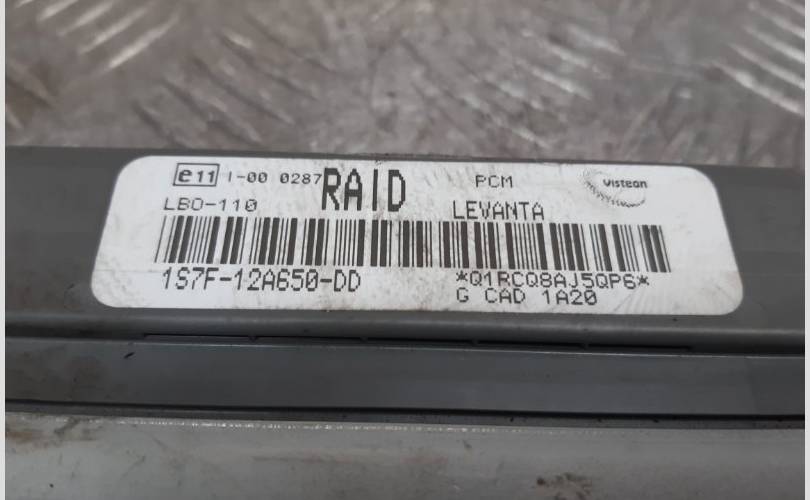 e11 I-00 0287 RAID PCM Visteon
LBO-110 LEVANTA
1S7F-12A650-DD *Q1RCQ8AJ5QP6*
G CAD 1A20